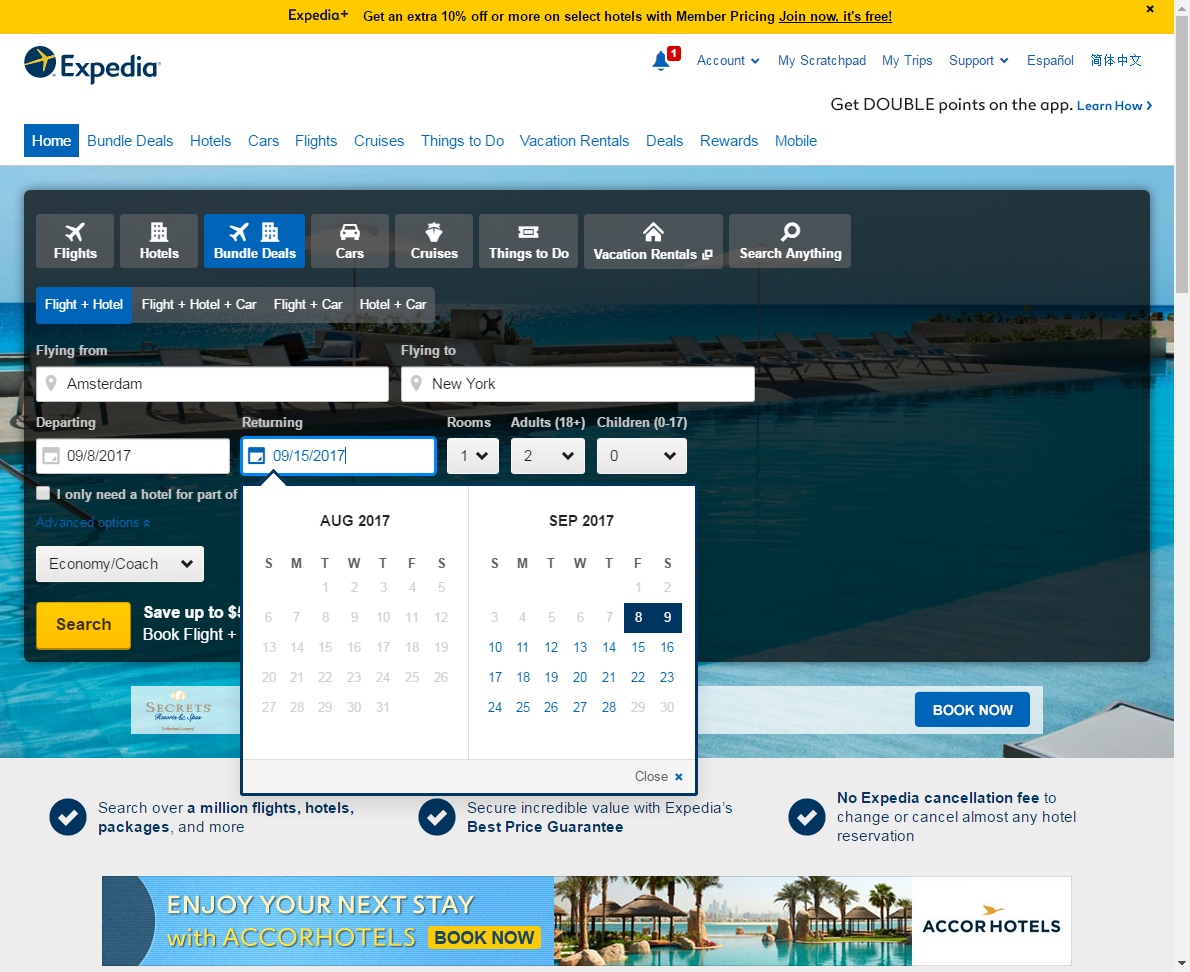 Expedia+ Get an extra 10% off or more on select hotels with Member Pricing Join now, it's free! ×
Expedia
1 Account My Scratchpad My Trips Support Español 简体中文
Get DOUBLE points on the app. Learn How
Home Bundle Deals Hotels Cars Flights Cruises Things to Do Vacation Rentals Deals Rewards Mobile
Flights Hotels Bundle Deals Cars Cruises Things to Do Vacation Rentals Search Anything
Flight + Hotel Flight + Hotel + Car Flight + Car Hotel + Car
Flying from Flying to
Amsterdam New York
Departing Returning Rooms Adults (18+) Children (0-17)
09/8/2017 09/15/2017 1 2 0
I only need a hotel for part of
Advanced options
AUG 2017 SEP 2017
Economy/Coach
S M T W T F S S M T W T F S
1 2 3 4 5 1 2
6 7 8 9 10 11 12 3 4 5 6 7 8 9
Search
Save up to $
Book Flight +
13 14 15 16 17 18 19 10 11 12 13 14 15 16
20 21 22 23 24 25 26 17 18 19 20 21 22 23
27 28 29 30 31 24 25 26 27 28 29 30
SECRETS
Resorts & Spas
Unlimited Luxury
BOOK NOW
Close ×
Search over a million flights, hotels,
packages, and more
Secure incredible value with Expedia's
Best Price Guarantee
No Expedia cancellation fee to
change or cancel almost any hotel
reservation
ENJOY YOUR NEXT STAY
with ACCORHOTELS BOOK NOW
ACCORHOTELS